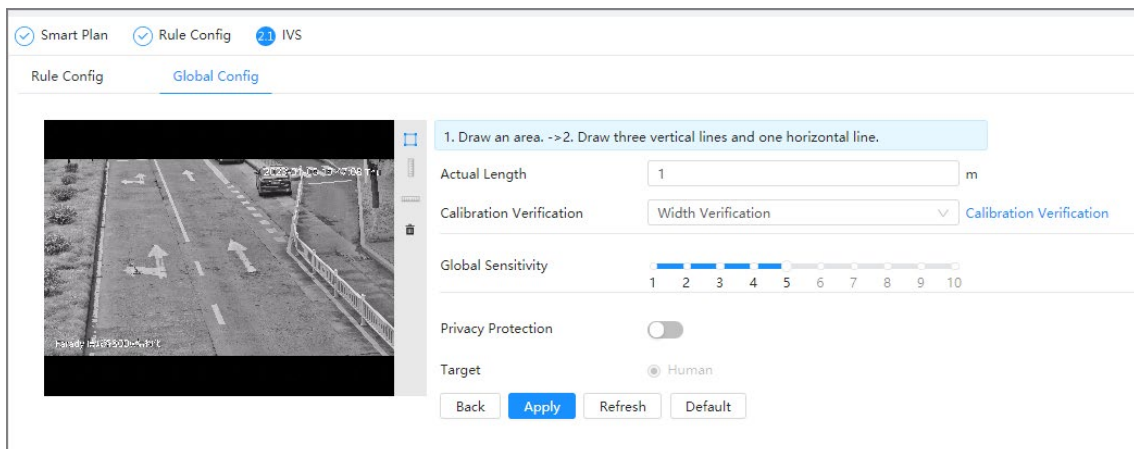 Smart Plan Rule Config 2.1 IVS
Rule Config Global Config
1. Draw an area. ->2. Draw three vertical lines and one horizontal line.
Actual Length 1 m
Calibration Verification Width Verification Calibration Verification
Global Sensitivity
1 2 3 4 5 6 7 8 9 10
Privacy Protection
Target Human
Back Apply Refresh Default